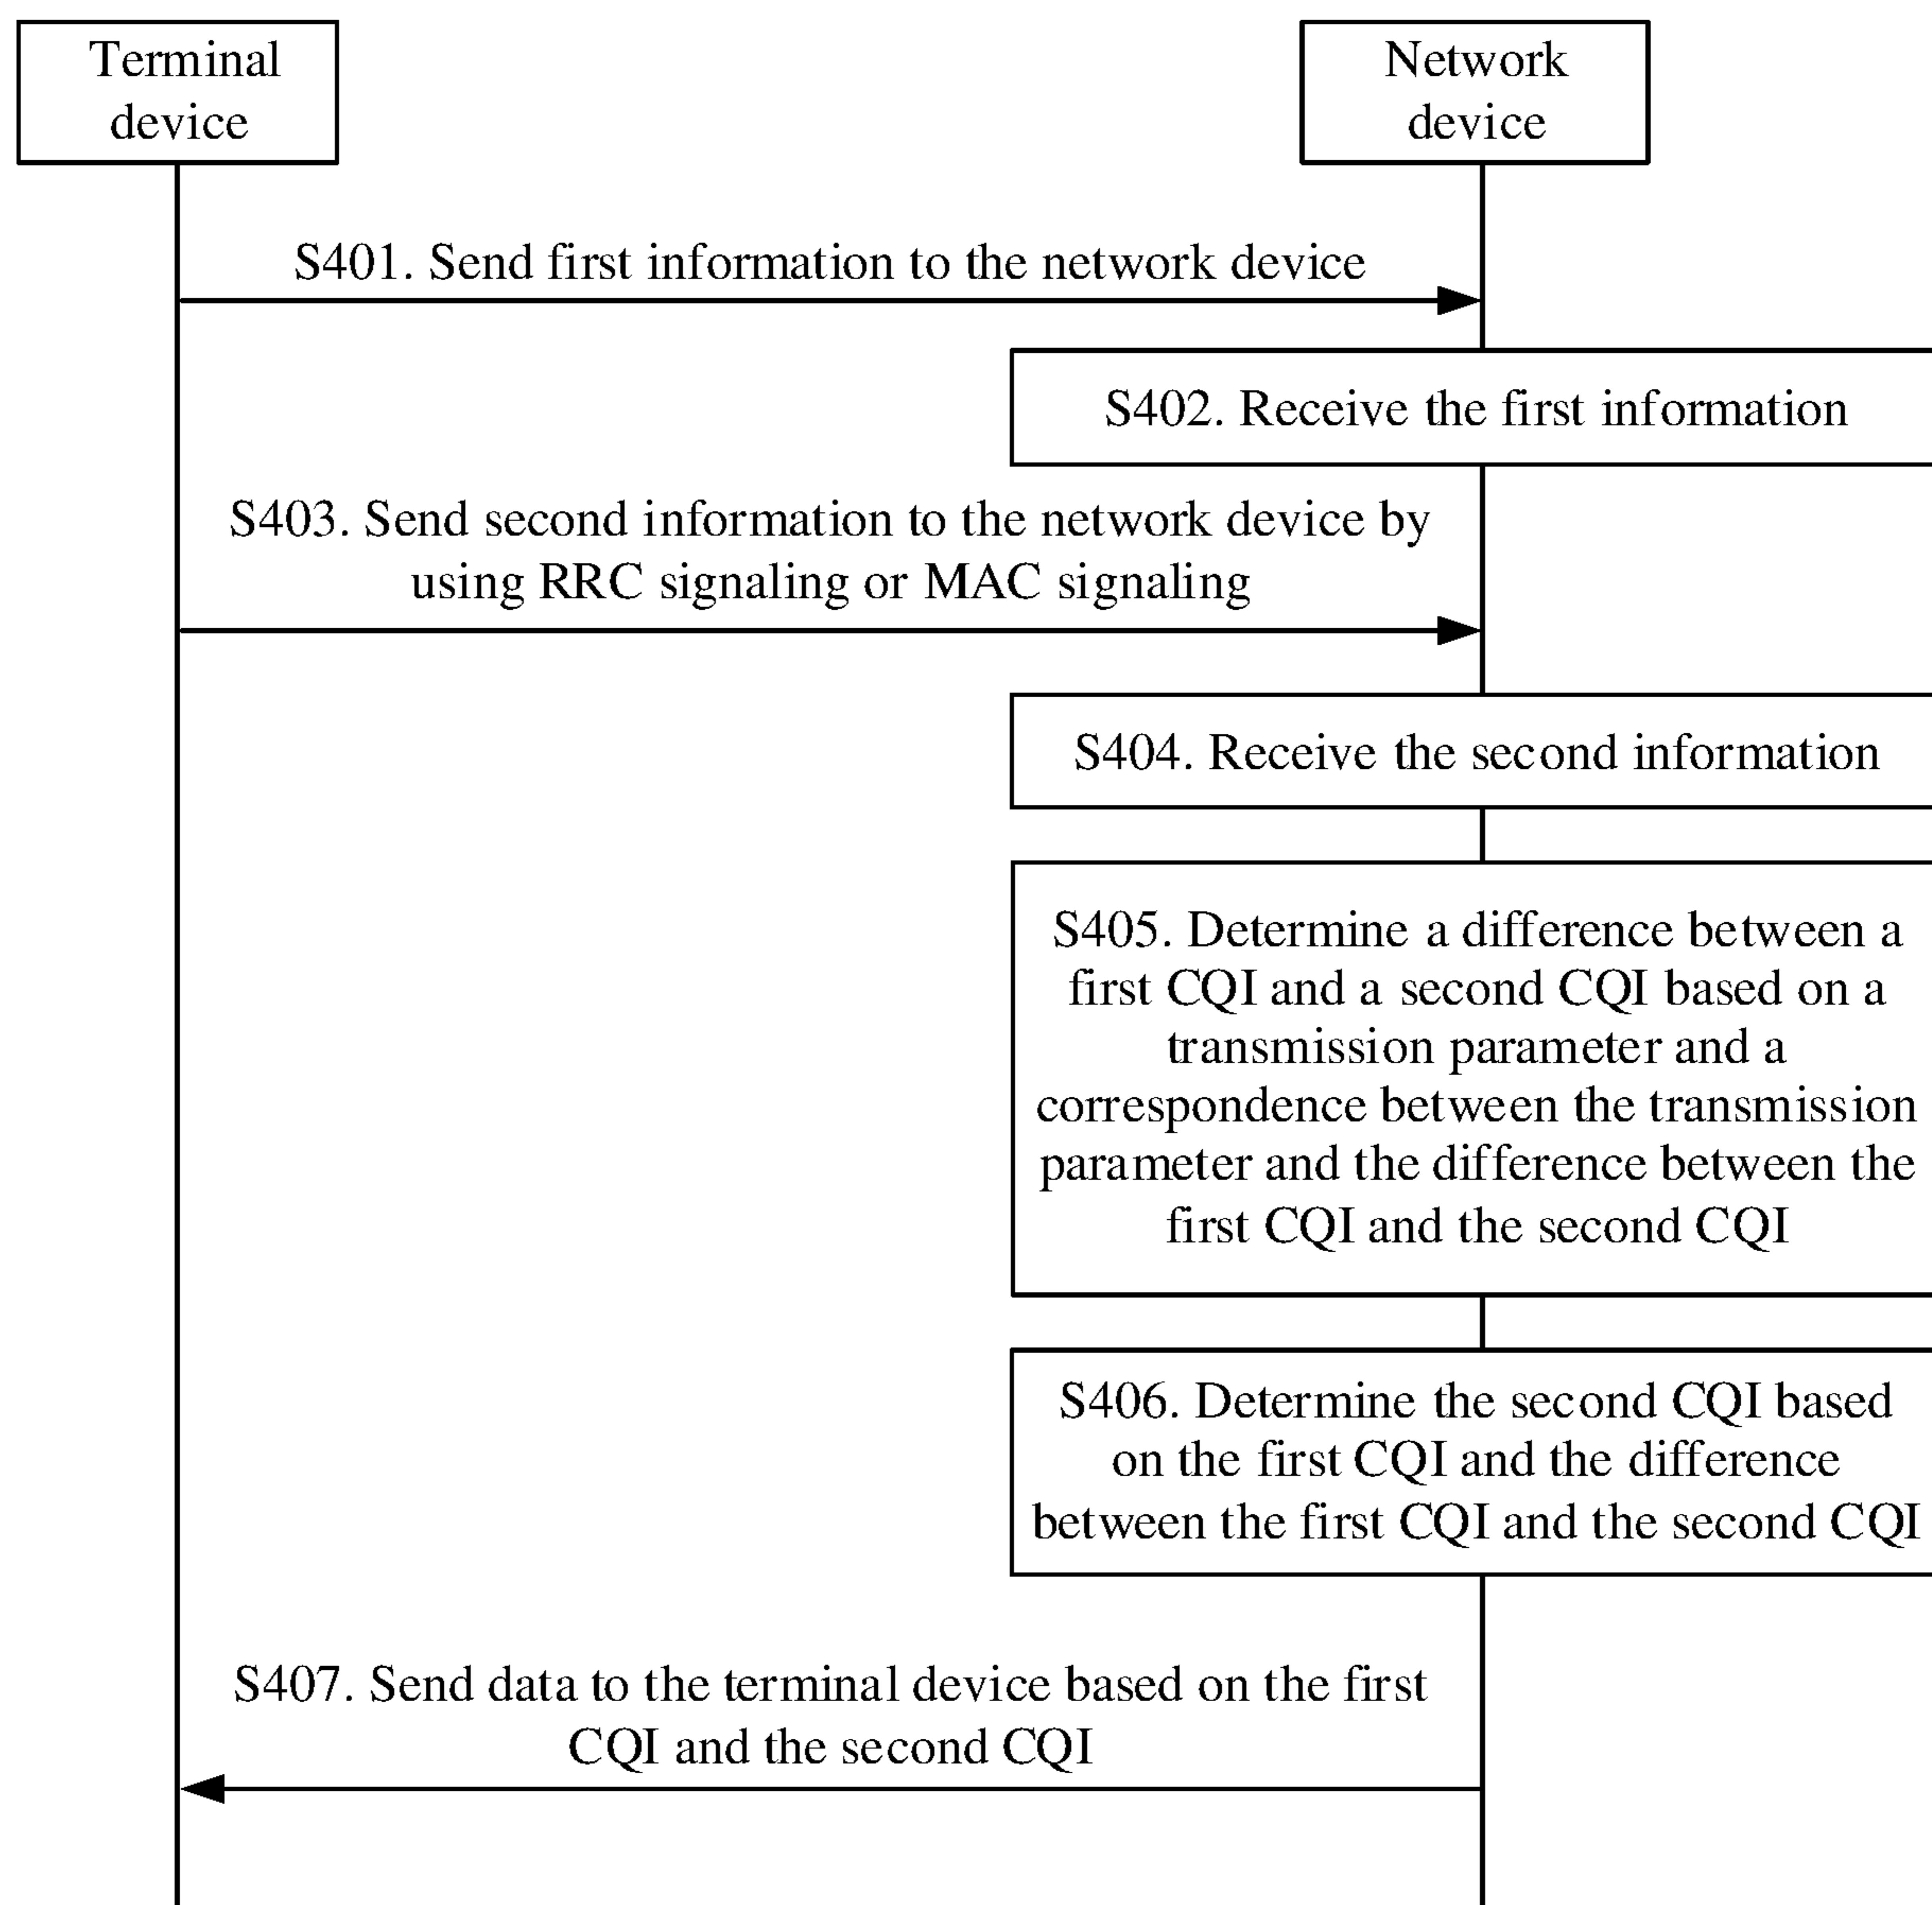 Terminal
device
Network
device
S401. Send first information to the network device
S402. Receive the first information
S403. Send second information to the network device by
using RRC signaling or MAC signaling
S404. Receive the second information
S405. Determine a difference between a
first CQI and a second CQI based on a
transmission parameter and a
correspondence between the transmission
parameter and the difference between the
first CQI and the second CQI
S406. Determine the second CQI based
on the first CQI and the difference
between the first CQI and the second CQI
S407. Send data to the terminal device based on the first
CQI and the second CQI